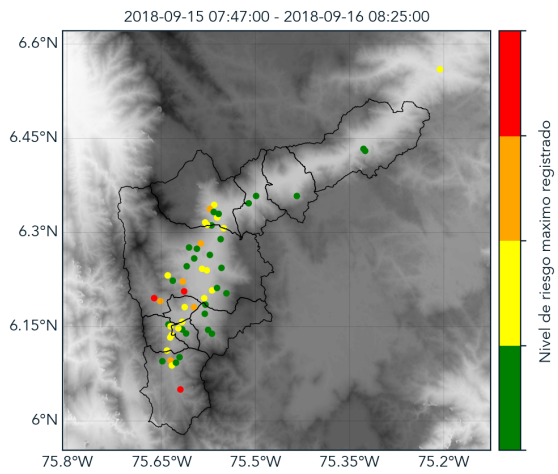 2018-09-15 07:47:00 - 2018-09-16 08:25:00
6.6°N
6.45°N
6.3°N
6.15°N
6°N
75.8°W
75.65°W
75.5°W
75.35°W
75.2°W
Nivel de riesgo maximo registrado